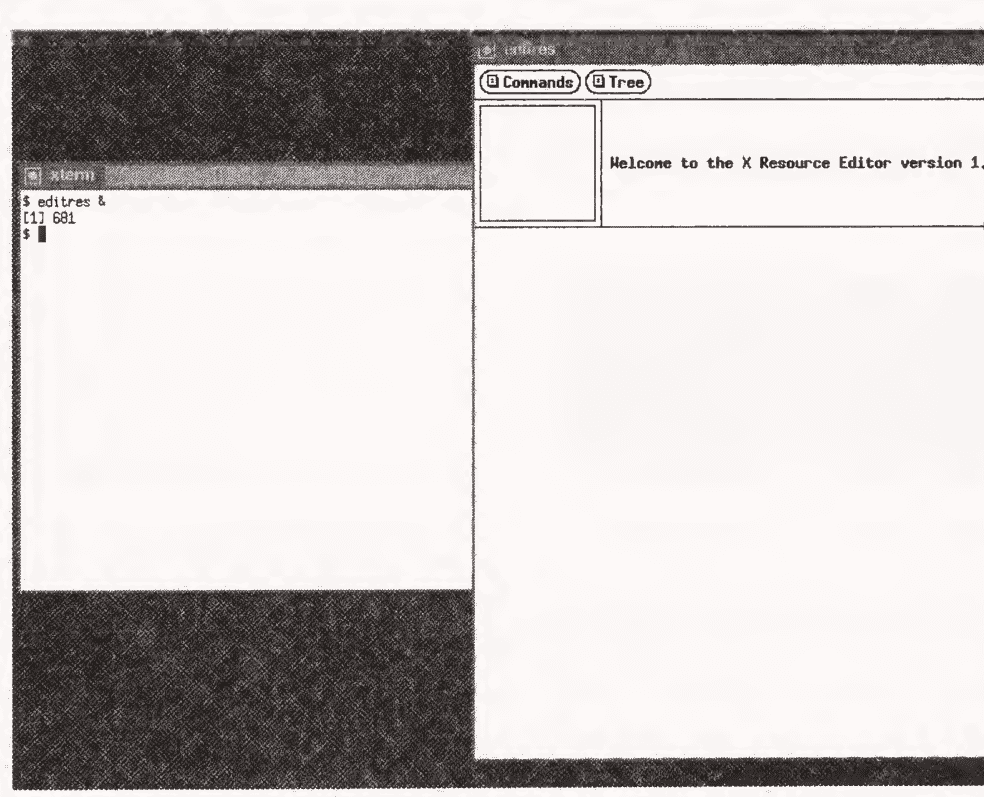 editres
Commands Tree
Welcome to the X Resource Editor version 1.
xterm
$ editres &
[1] 681
$